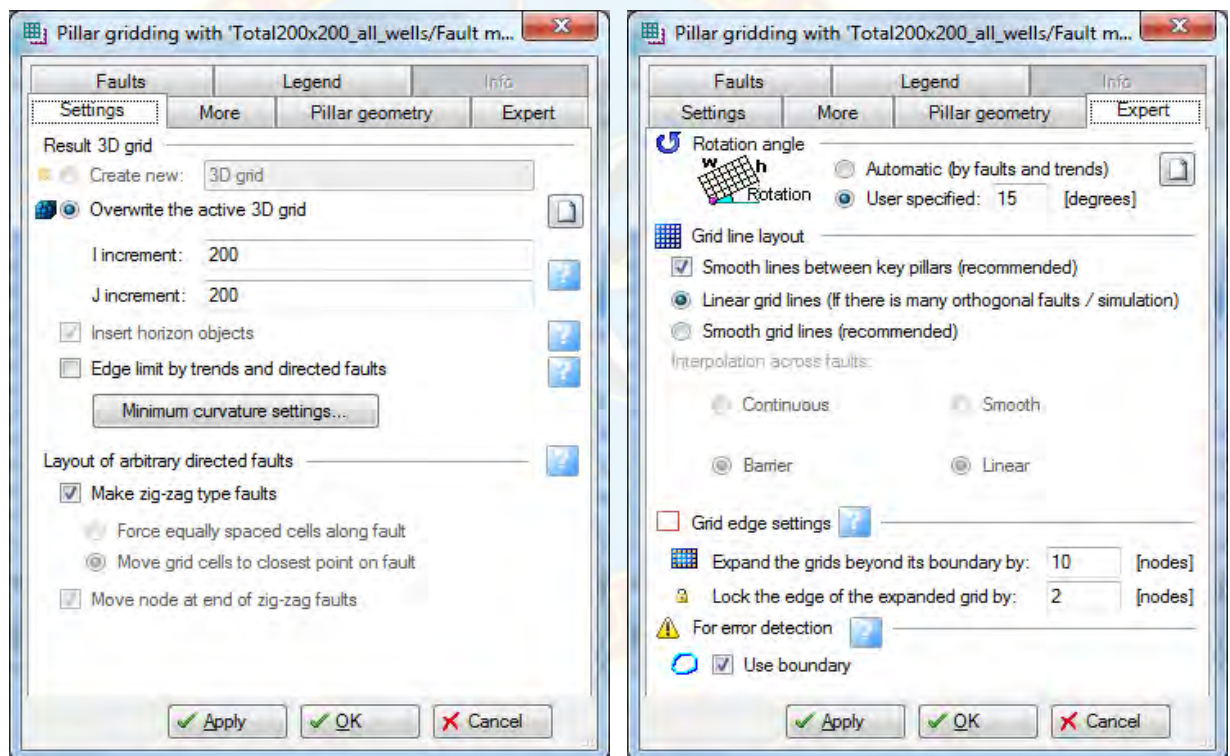 Pillar gridding with 'Total200x200_all_wells/Fault m...
Faults Legend Info
Settings More Pillar geometry Expert
Result 3D grid
Create new: 3D grid
Overwrite the active 3D grid
I increment: 200
J increment: 200
Insert horizon objects
Edge limit by trends and directed faults
Minimum curvature settings...
Layout of arbitrary directed faults
Make zig-zag type faults
Force equally spaced cells along fault
Move grid cells to closest point on fault
Move node at end of zig-zag faults
Apply OK Cancel
Pillar gridding with 'Total200x200_all_wells/Fault m...
Faults Legend Info
Settings More Pillar geometry Expert
Rotation angle
w h
Rotation
Automatic (by faults and trends)
User specified: 15 [degrees]
Grid line layout
Smooth lines between key pillars (recommended)
Linear grid lines (If there is many orthogonal faults / simulation)
Smooth grid lines (recommended)
Interpolation across faults:
Continuous Smooth
Barrier Linear
Grid edge settings ?
Expand the grids beyond its boundary by: 10 [nodes]
Lock the edge of the expanded grid by: 2 [nodes]
For error detection ?
Use boundary
Apply OK Cancel